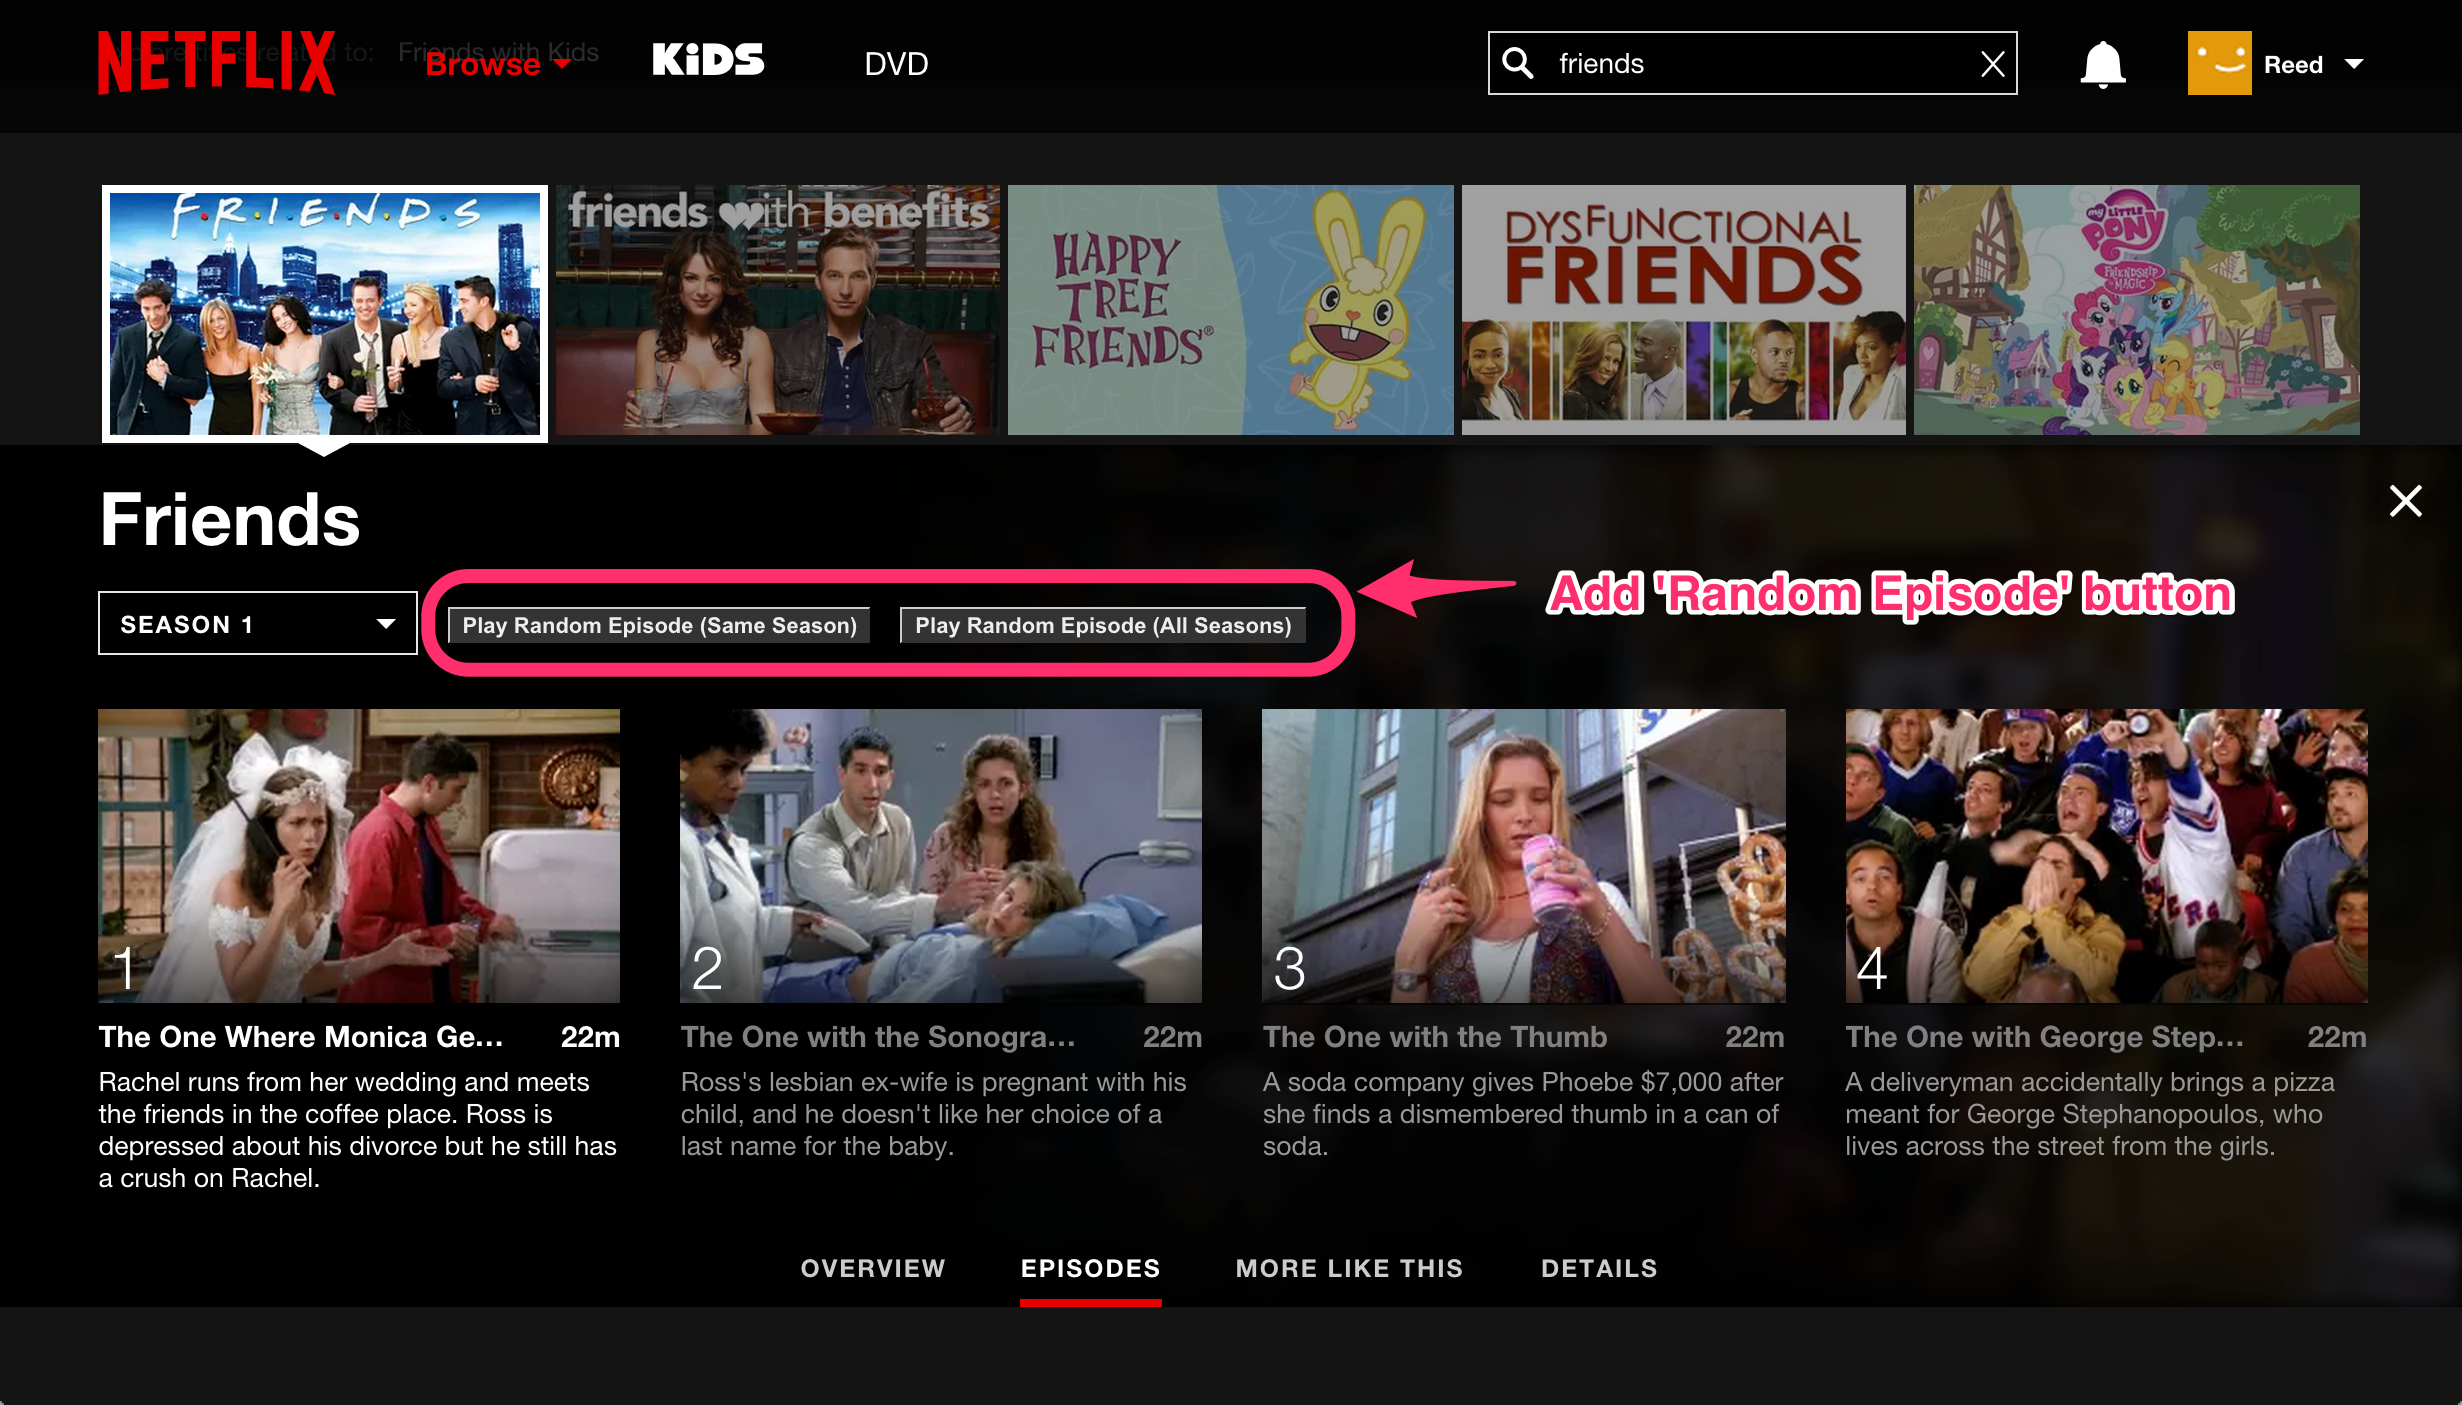 NETFLIX
Explore titles related to: Friends with Kids
Browse
KiDS
DVD
friends
Reed
F·R·I·E·N·D·S
friends with benefits
HAPPY
TREE
FRIENDS®
DYSFUNCTIONAL
FRIENDS
MY LITTLE
PONY
FRIENDSHIP
IS
MAGIC
Friends
Add 'Random Episode' button
SEASON 1
Play Random Episode (Same Season)
Play Random Episode (All Seasons)
1
2
3
4
The One Where Monica Ge... 22m
Rachel runs from her wedding and meets
the friends in the coffee place. Ross is
depressed about his divorce but he still has
a crush on Rachel.
The One with the Sonogra... 22m
Ross's lesbian ex-wife is pregnant with his
child, and he doesn't like her choice of a
last name for the baby.
The One with the Thumb 22m
A soda company gives Phoebe $7,000 after
she finds a dismembered thumb in a can of
soda.
The One with George Step... 22m
A deliveryman accidentally brings a pizza
meant for George Stephanopoulos, who
lives across the street from the girls.
OVERVIEW
EPISODES
MORE LIKE THIS
DETAILS